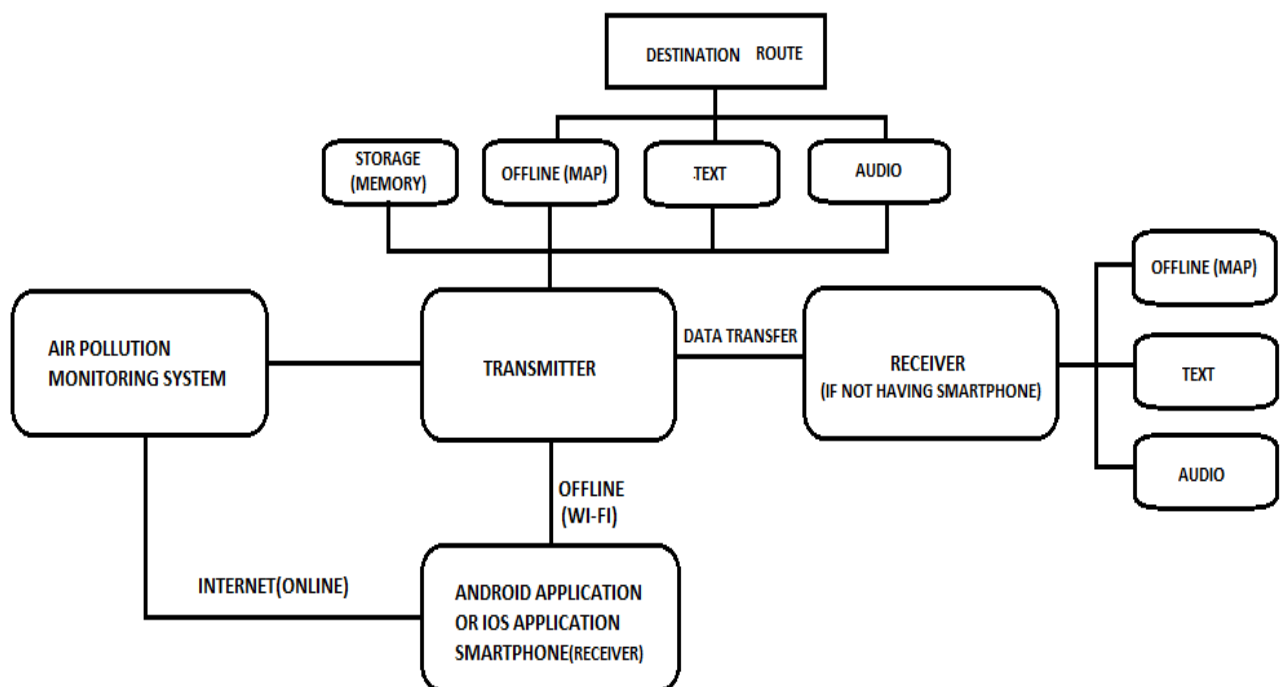 DESTINATION ROUTE
STORAGE
(MEMORY)
OFFLINE (MAP)
.TEXT
AUDIO
OFFLINE (MAP)
AIR POLLUTION
MONITORING SYSTEM
TRANSMITTER
DATA TRANSFER
RECEIVER
(IF NOT HAVING SMARTPHONE)
TEXT
AUDIO
OFFLINE
(WI-FI)
INTERNET(ONLINE)
ANDROID APPLICATION
OR IOS APPLICATION
SMARTPHONE(RECEIVER)